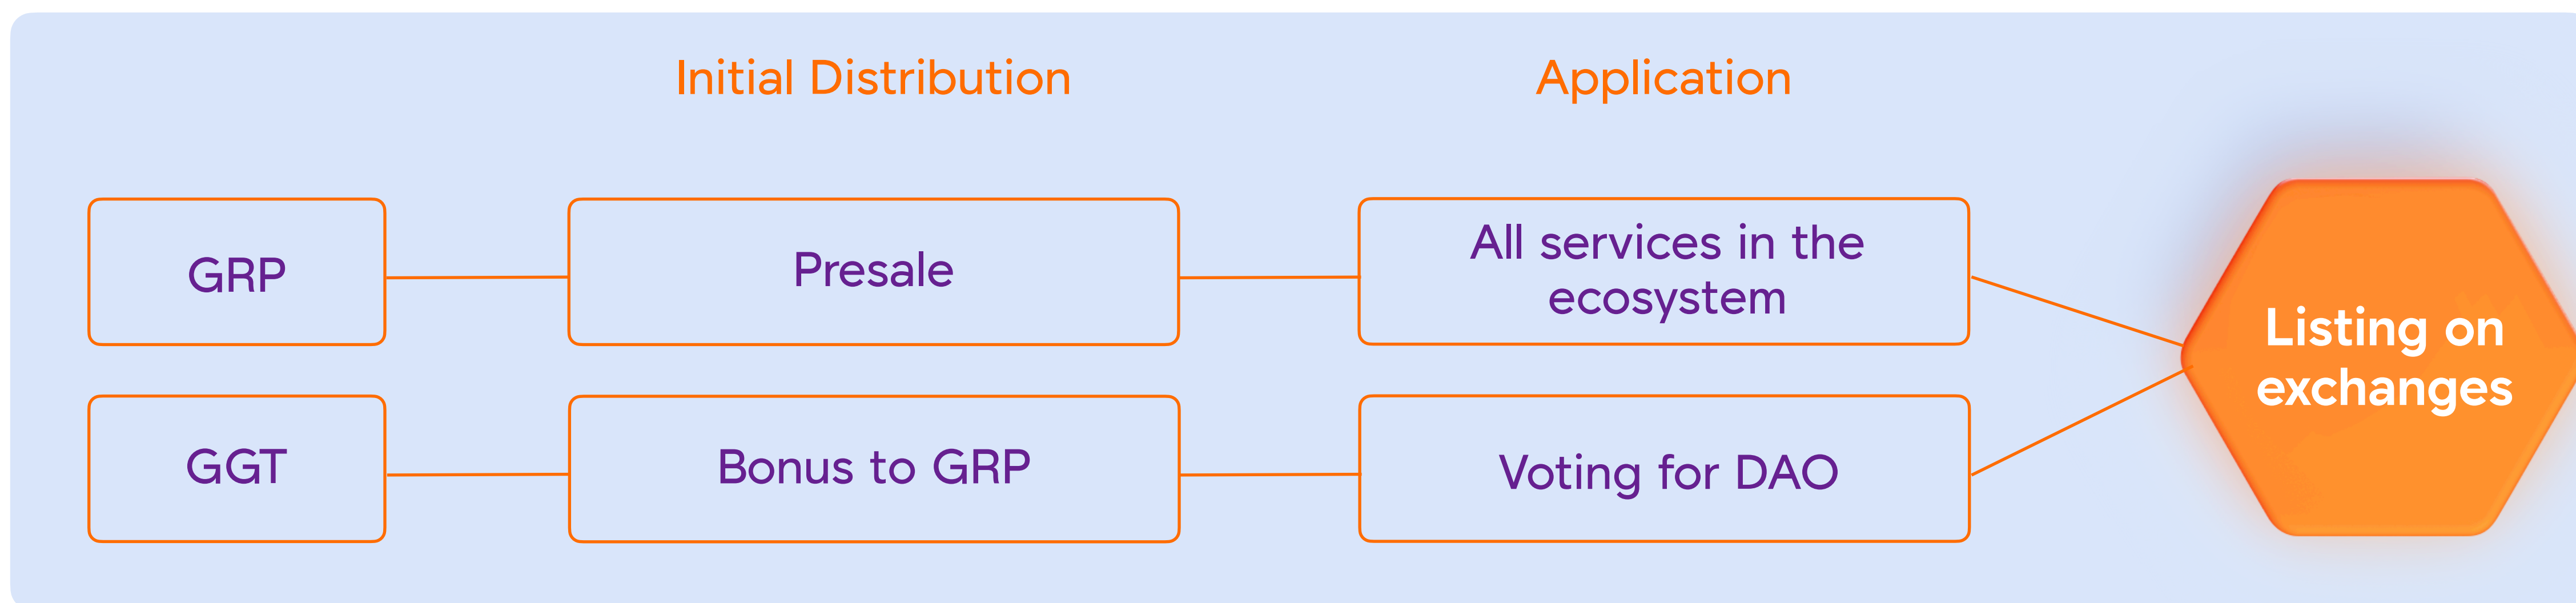 Initial Distribution
Application
GRP
Presale
All services in the
ecosystem
GGT
Bonus to GRP
Voting for DAO
Listing on
exchanges